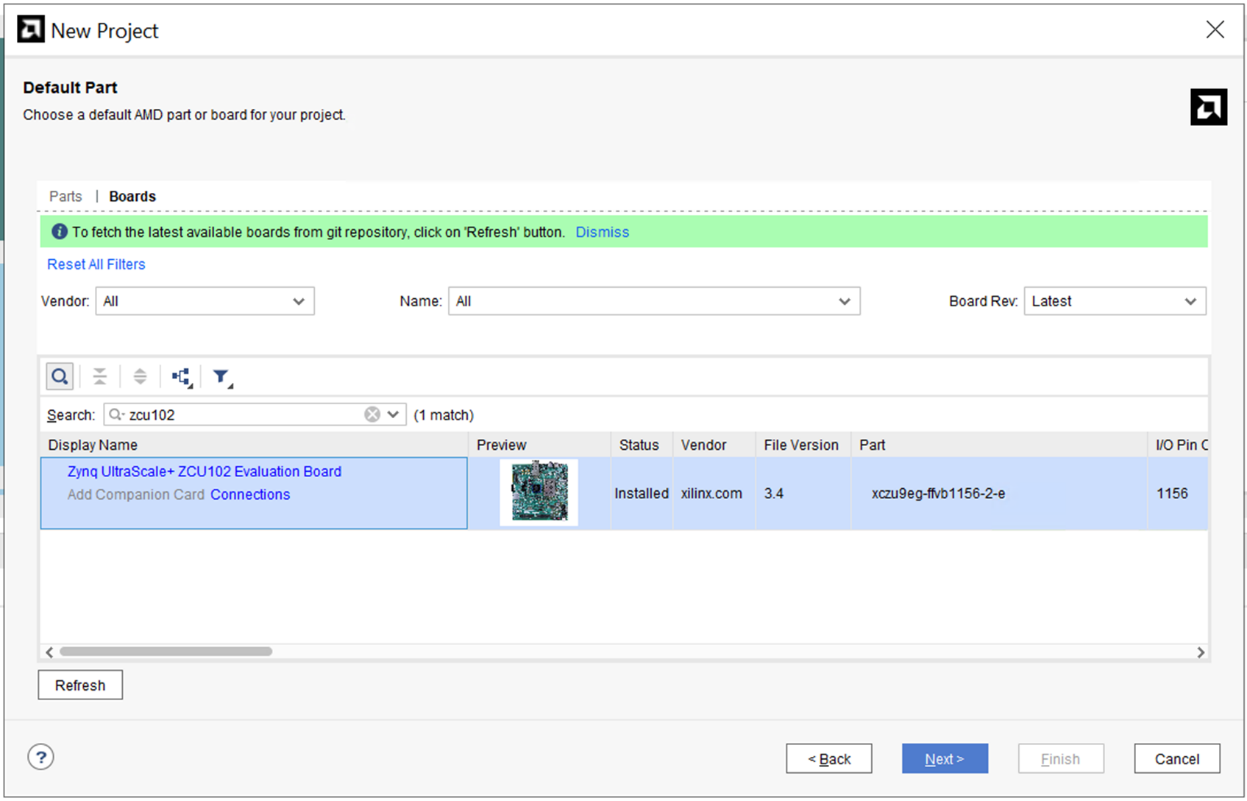 New Project
Default Part
Choose a default AMD part or board for your project.
Parts | Boards
To fetch the latest available boards from git repository, click on 'Refresh' button. Dismiss
Reset All Filters
Vendor: All Name: All Board Rev: Latest
Search: zcu102 (1 match)
Display Name Preview Status Vendor File Version Part I/O Pin C
Zynq UltraScale+ ZCU102 Evaluation Board
Add Companion Card Connections
Installed xilinx.com 3.4 xczu9eg-ffvb1156-2-e 1156
Refresh
? < Back Next > Finish Cancel